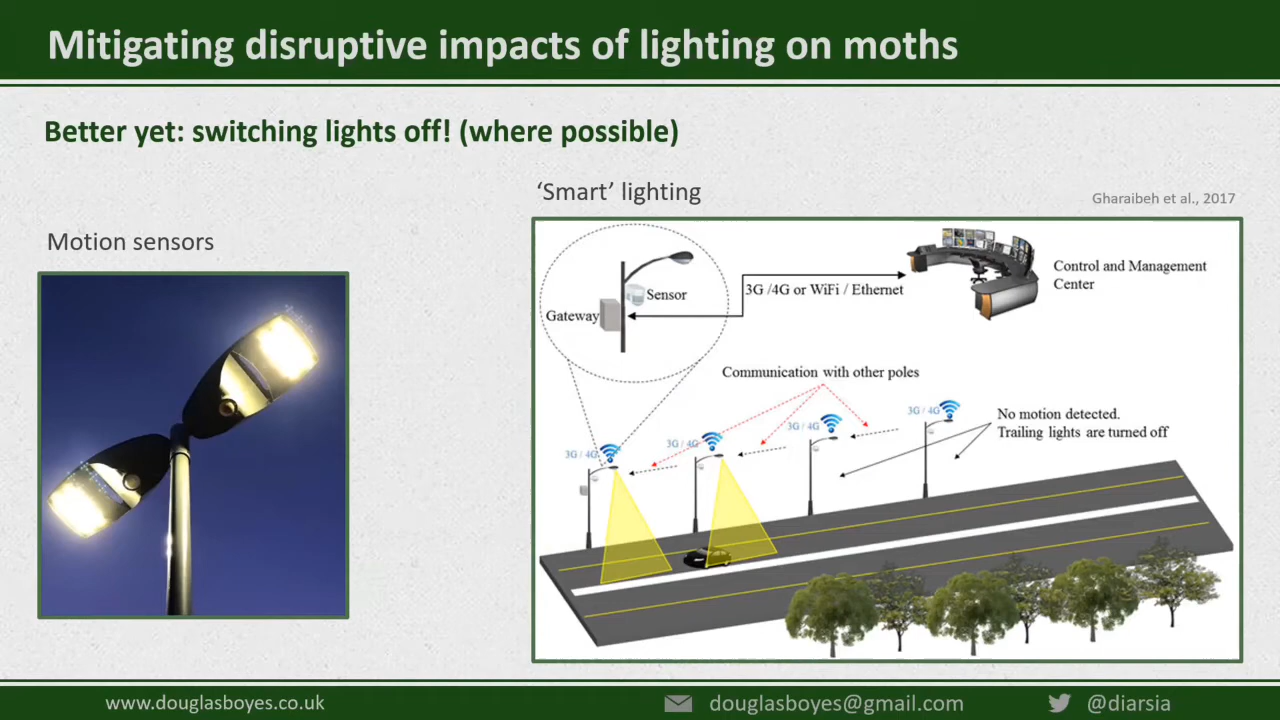 Mitigating disruptive impacts of lighting on moths
Better yet: switching lights off! (where possible)
‘Smart’ lighting
Gharaibeh et al., 2017
Motion sensors
Sensor
Gateway
3G /4G or WiFi / Ethernet
Control and Management
Center
Communication with other poles
3G / 4G
3G / 4G
3G / 4G
3G / 4G
No motion detected.
Trailing lights are turned off
www.douglasboyes.co.uk
douglasboyes@gmail.com
@diarsia